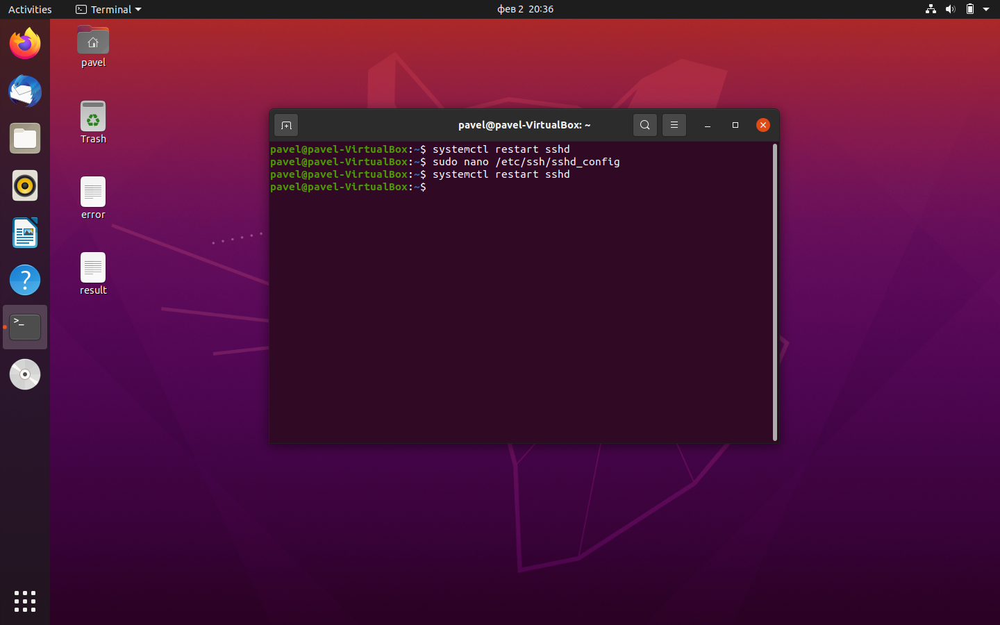 Activities
Terminal
фев 2 20:36
pavel
Trash
error
result
pavel@pavel-VirtualBox: ~
pavel@pavel-VirtualBox:~$ systemctl restart sshd
pavel@pavel-VirtualBox:~$ sudo nano /etc/ssh/sshd_config
pavel@pavel-VirtualBox:~$ systemctl restart sshd
pavel@pavel-VirtualBox:~$